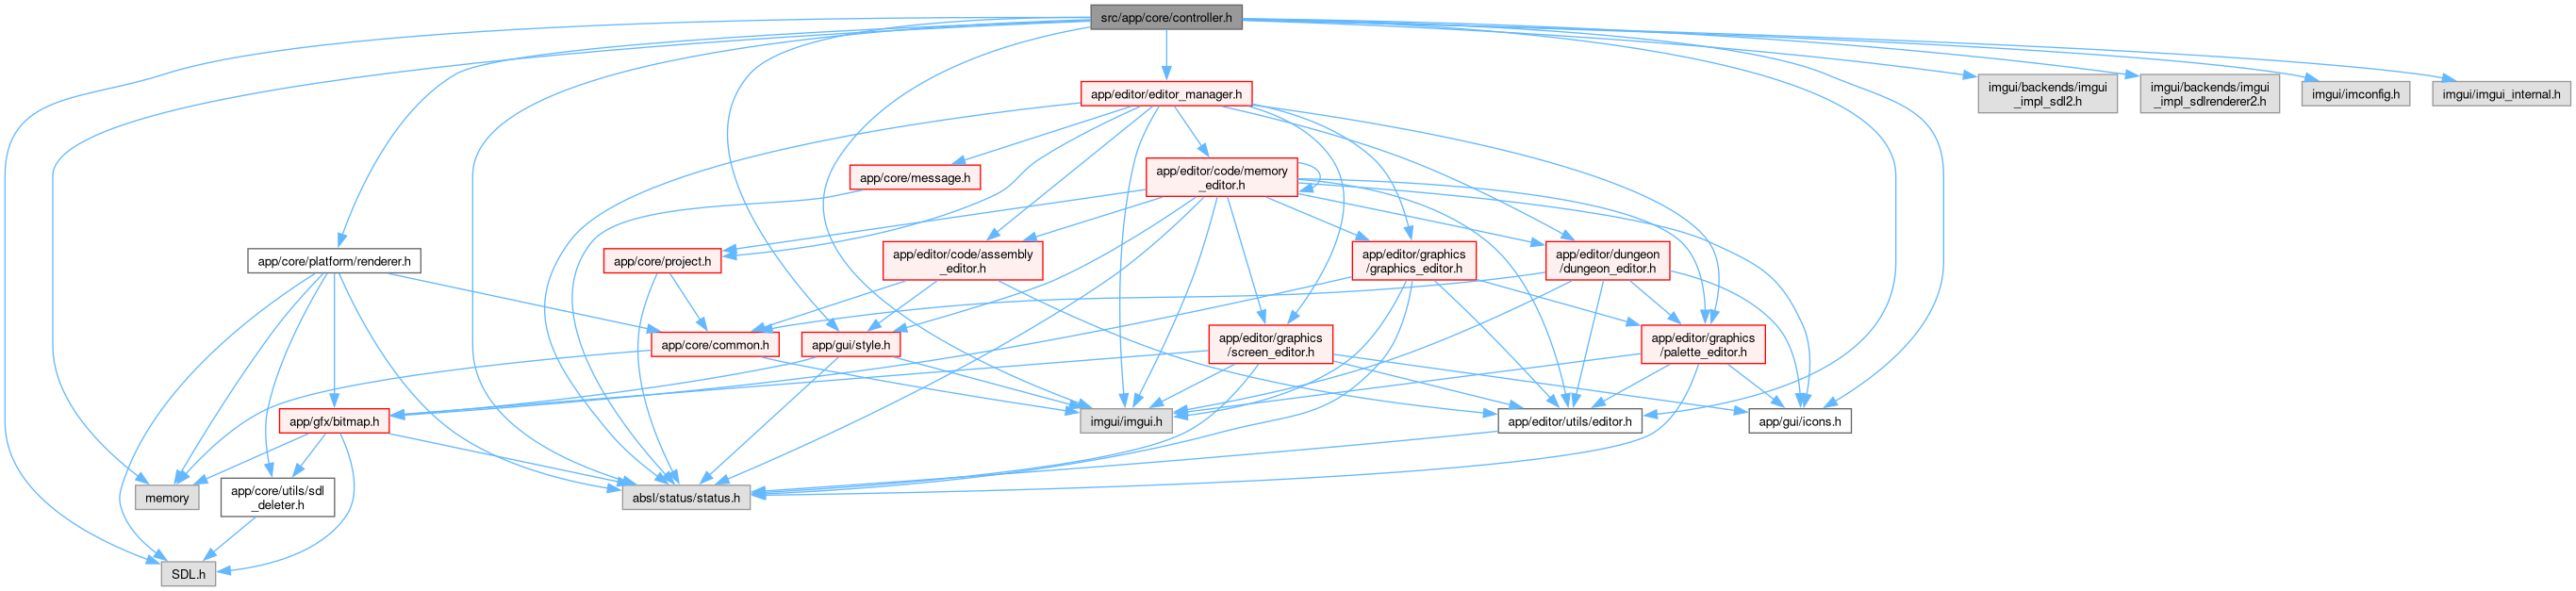 src/app/core/controller.h
app/editor/editor_manager.h
imgui/backends/imgui
_impl_sdl2.h
imgui/backends/imgui
_impl_sdlrenderer2.h
imgui/imconfig.h
imgui/imgui_internal.h
app/core/message.h
app/editor/code/memory
_editor.h
app/core/platform/renderer.h
app/core/project.h
app/editor/code/assembly
_editor.h
app/editor/graphics
/graphics_editor.h
app/editor/dungeon
/dungeon_editor.h
app/core/common.h
app/gui/style.h
app/editor/graphics
/screen_editor.h
app/editor/graphics
/palette_editor.h
app/gfx/bitmap.h
imgui/imgui.h
app/editor/utils/editor.h
app/gui/icons.h
memory
app/core/utils/sdl
_deleter.h
absl/status/status.h
SDL.h